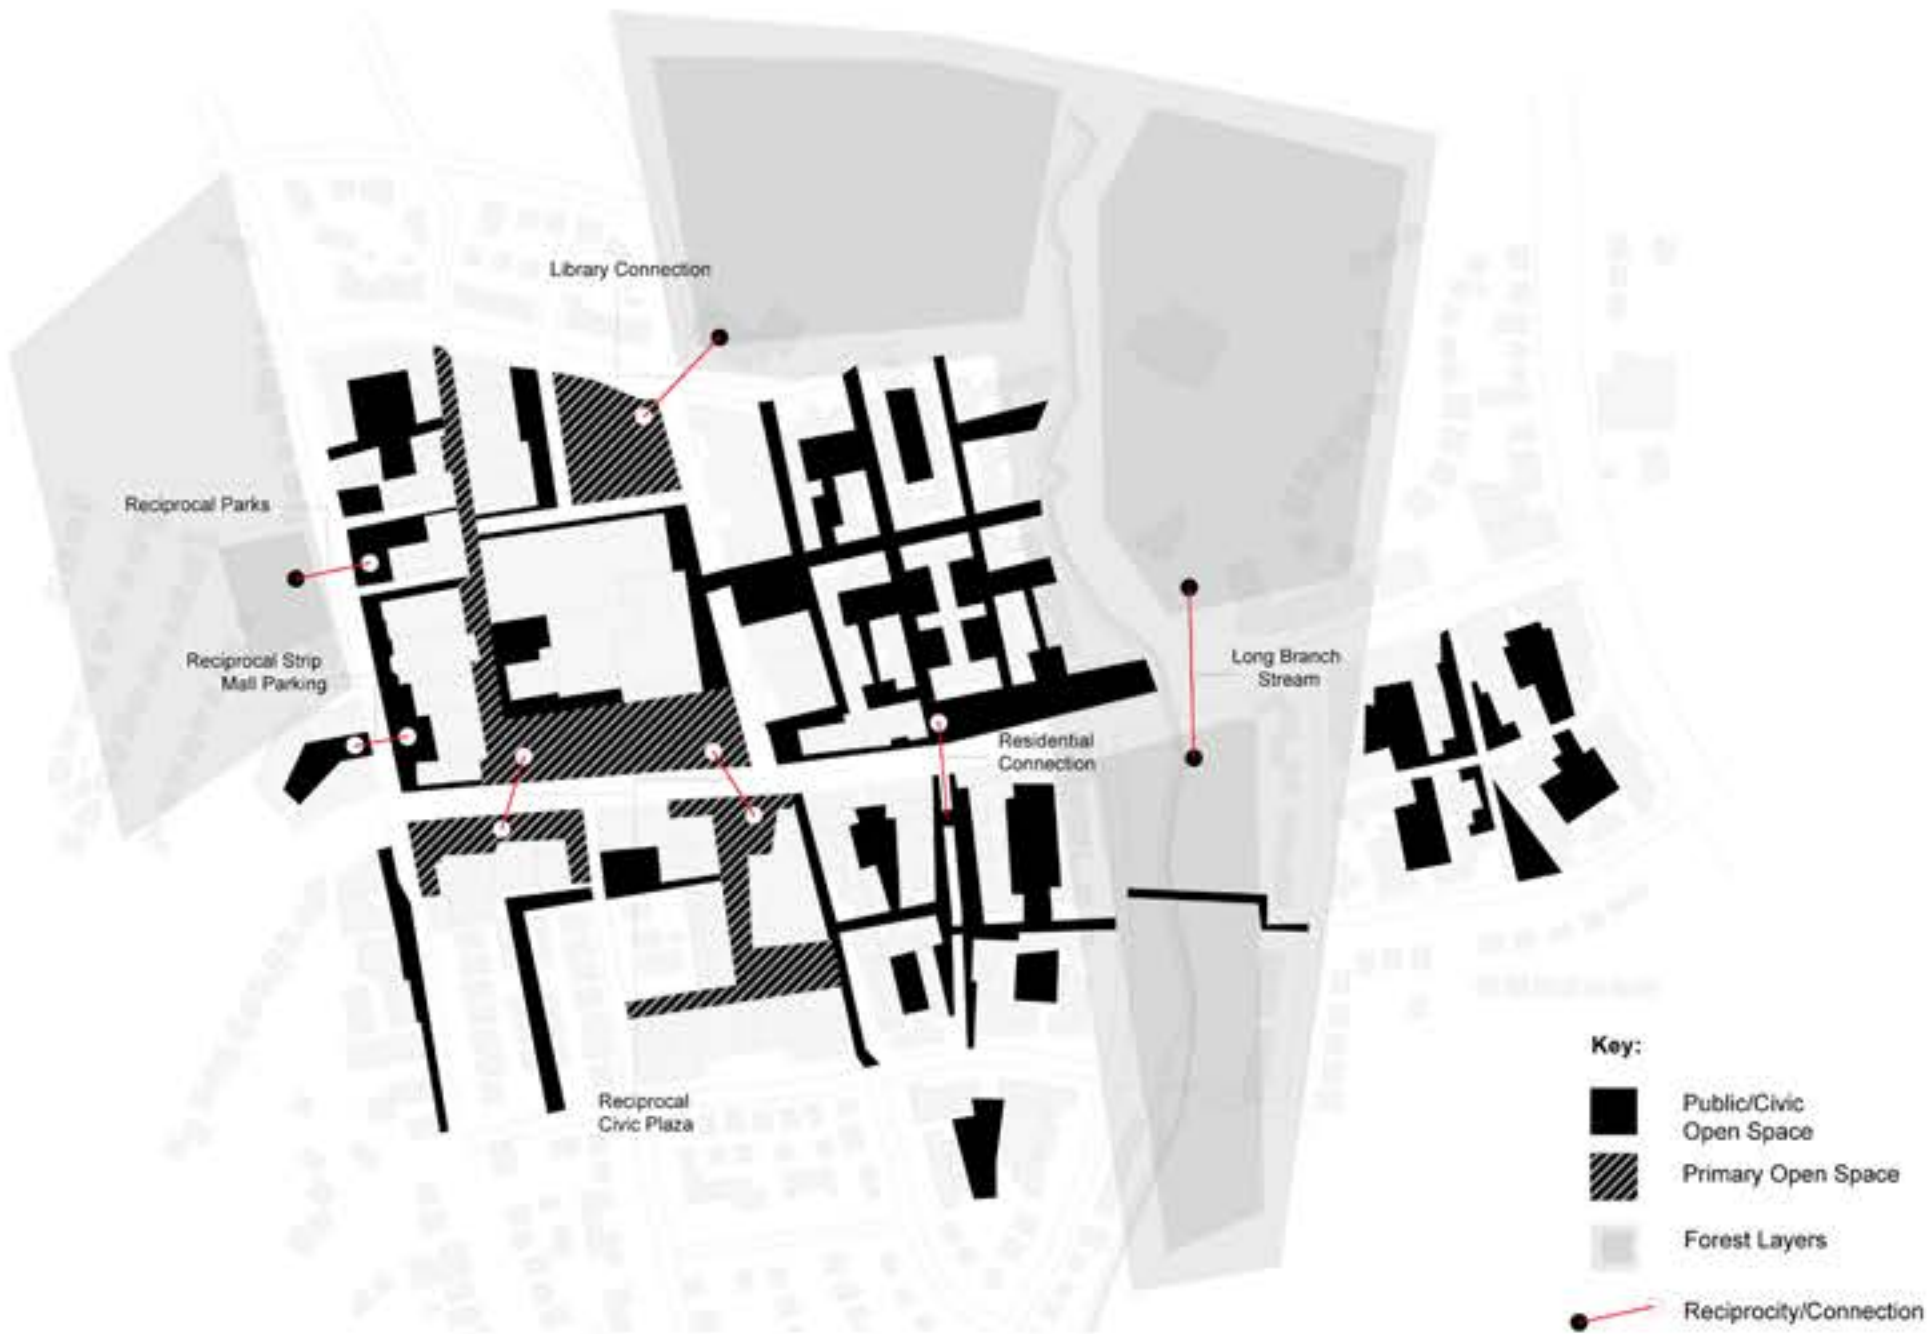 Library Connection
Reciprocal Parks
Reciprocal Strip
Mall Parking
Long Branch
Stream
Residential
Connection
Reciprocal
Civic Plaza
Key:
Public/Civic
Open Space
Primary Open Space
Forest Layers
Reciprocity/Connection